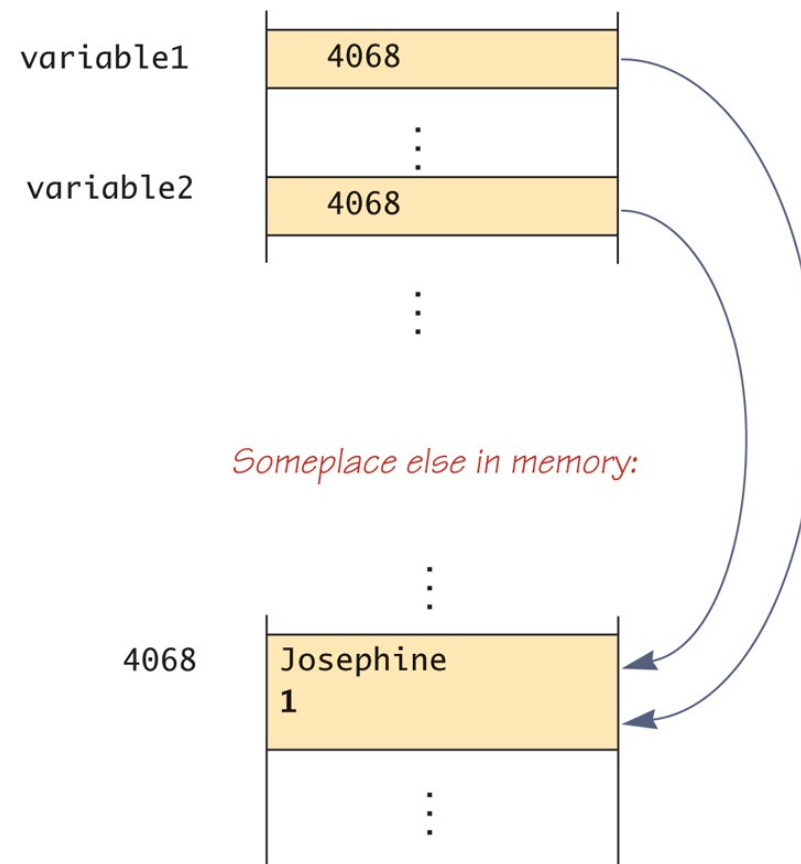 variable1 4068
variable2 4068
Someplace else in memory:
4068 Josephine
1